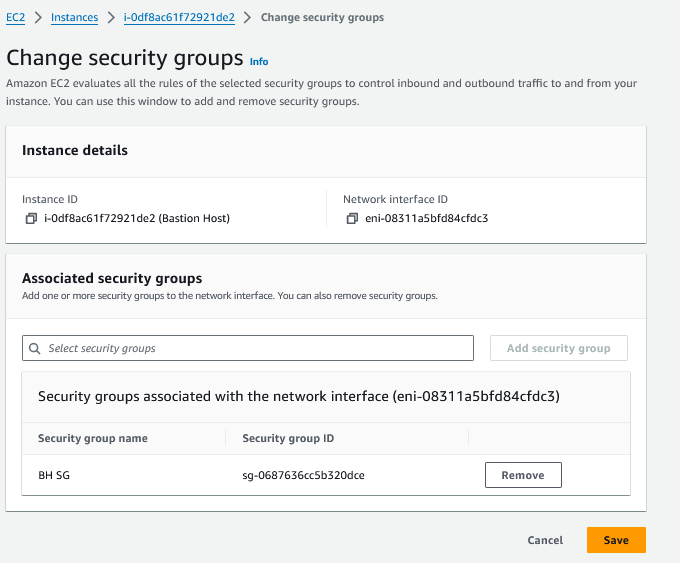 EC2 > Instances > i-0df8ac61f72921de2 > Change security groups
Change security groups Info
Amazon EC2 evaluates all the rules of the selected security groups to control inbound and outbound traffic to and from your
instance. You can use this window to add and remove security groups.
Instance details
Instance ID Network interface ID
i-0df8ac61f72921de2 (Bastion Host) eni-08311a5bfd84cfdc3
Associated security groups
Add one or more security groups to the network interface. You can also remove security groups.
Select security groups Add security group
Security groups associated with the network interface (eni-08311a5bfd84cfdc3)
Security group name Security group ID
BH SG sg-0687636cc5b320dce Remove
Cancel Save